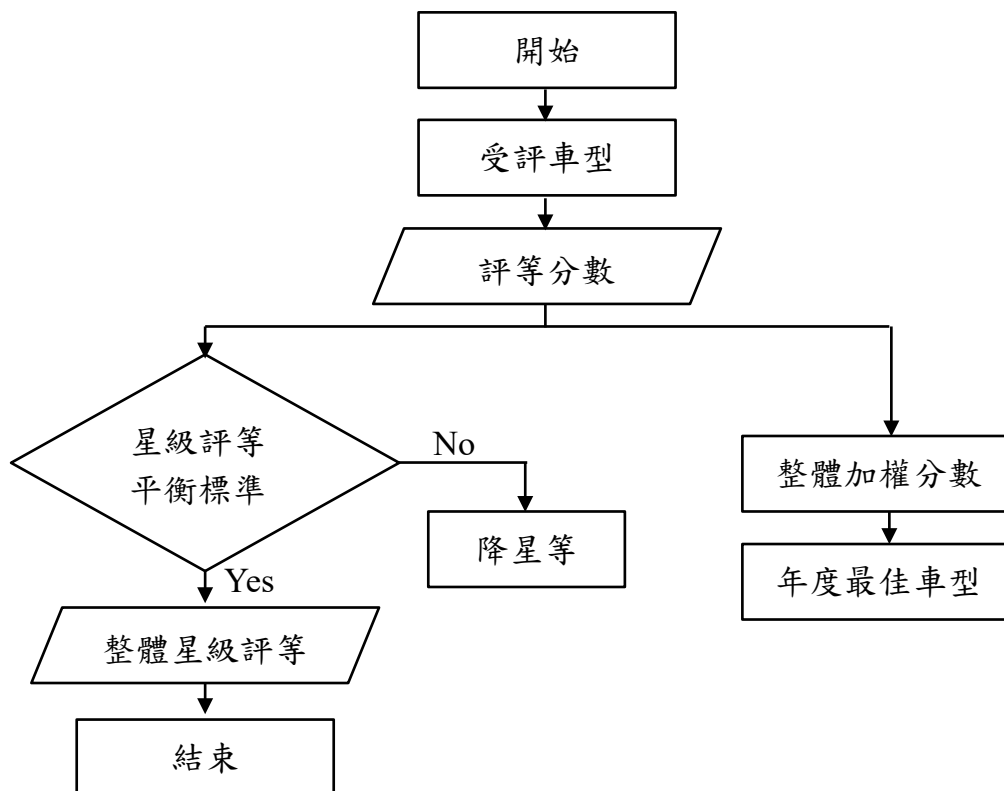 開始
受評車型
評等分數
星級評等
平衡標準
No
整體加權分數
降星等
年度最佳車型
Yes
整體星級評等
結束